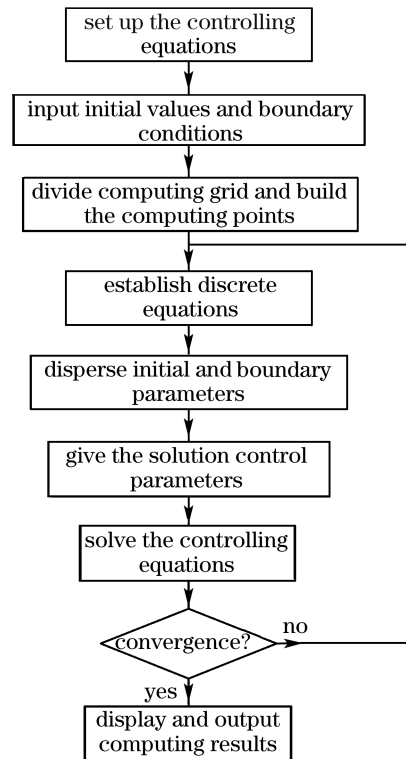 set up the controlling
equations
input initial values and boundary
conditions
divide computing grid and build
the computing points
establish discrete
equations
disperse initial and boundary
parameters
give the solution control
parameters
solve the controlling
equations
convergence?
no
yes
display and output
computing results